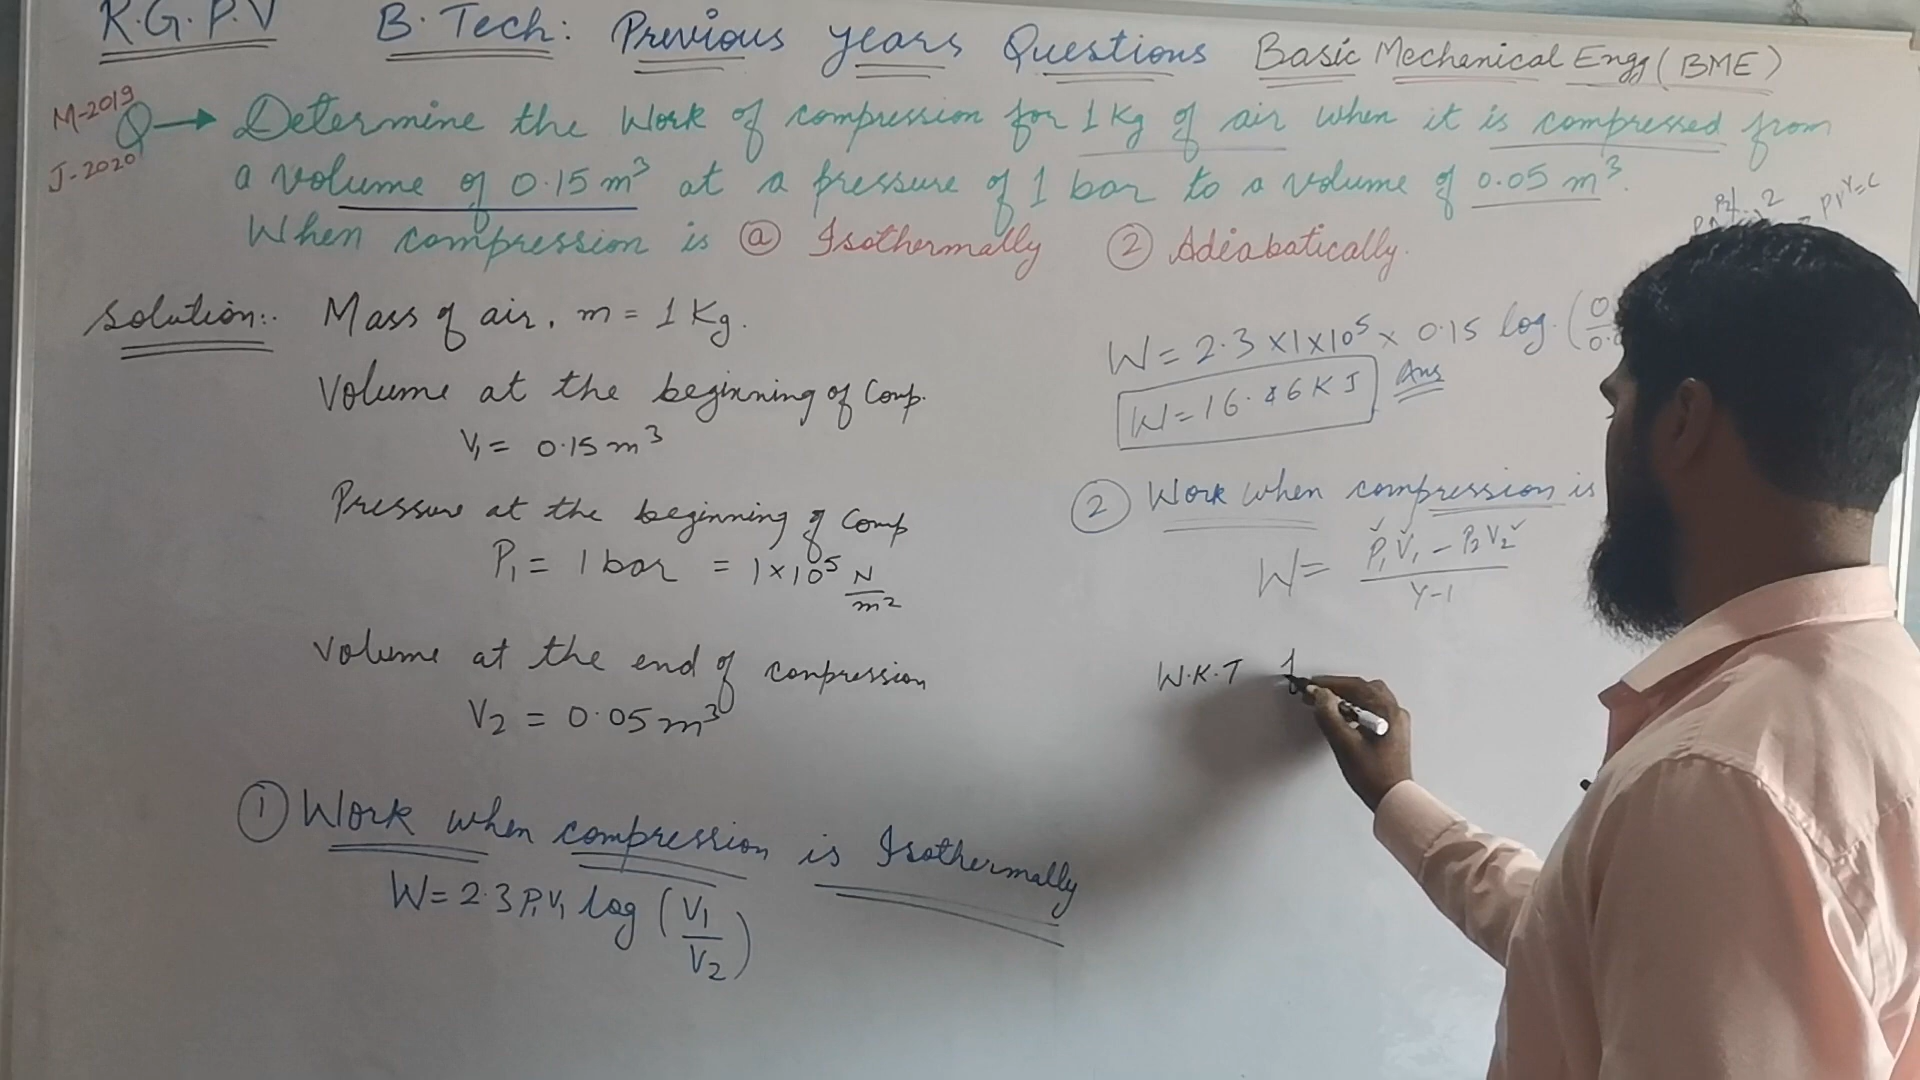 R.G.P.V B.Tech: Previous years Questions Basic Mechanical Engg (BME)
M-2019
J-2020
Q → Determine the Work of compression for 1 Kg of air when it is compressed from
a volume of 0.15 m³ at a pressure of 1 bar to a volume of 0.05 m³.
When compression is ⓐ Isothermally ② Adiabatically.
PVγ=C
Solution:. Mass of air, m = 1 Kg.
Volume at the beginning of Comp.
V₁ = 0.15 m³
Pressure at the beginning of Comp
P₁ = 1 bar = 1×10⁵ N/m²
Volume at the end of compression
V₂ = 0.05 m³
① Work when compression is Isothermally
W = 2.3 P₁V₁ log (V₁/V₂)
W = 2.3 ×1×10⁵ × 0.15 log. (
W = 16.46 KJ Ans
② Work when compression is
W = P₁V₁ – P₂V₂ / γ-1
W.K.T